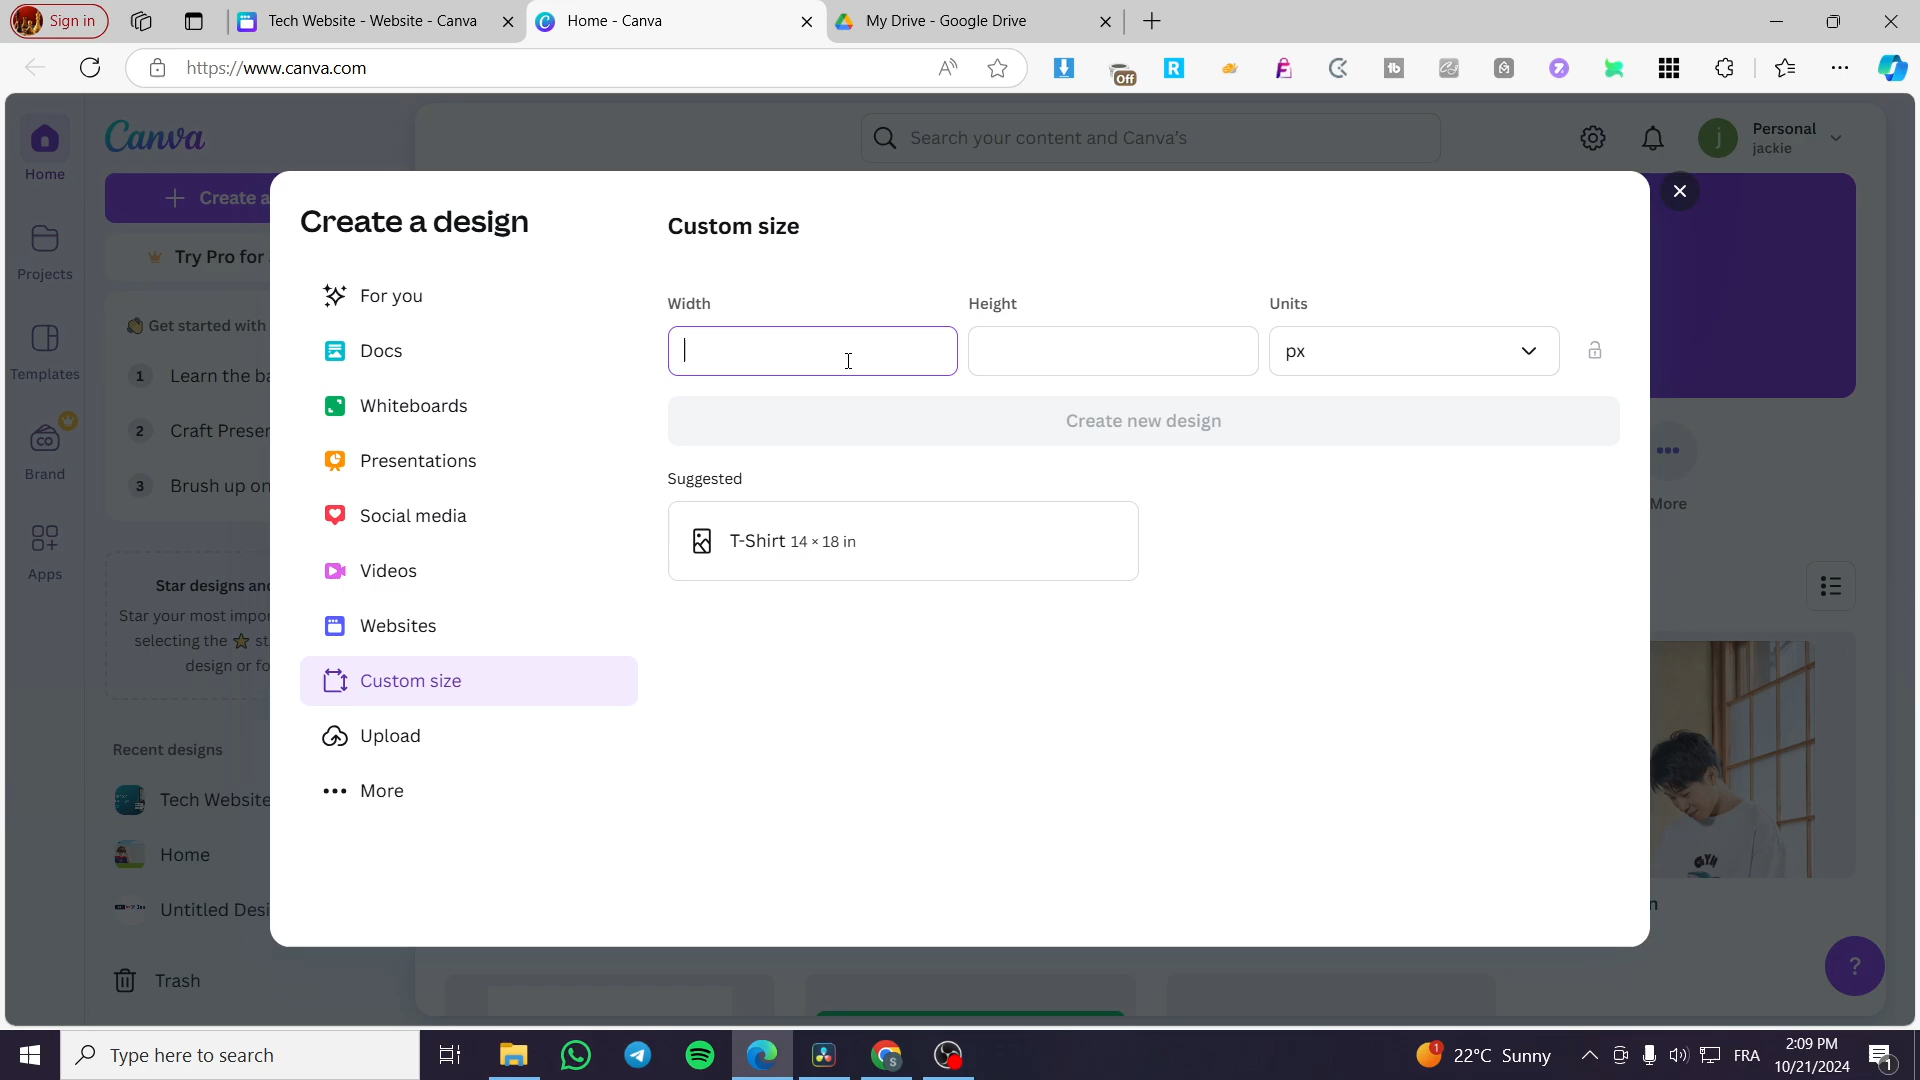 Sign in
Tech Website - Website - Canva
Home - Canva
My Drive - Google Drive
https://www.canva.com
Off
Canva
Search your content and Canva's
Personal
jackie
Home
Create a
Try Pro for
Projects
Get started with
Templates
1 Learn the ba
2 Craft Preser
3 Brush up on
Brand
Apps
Star designs and
Star your most impor
selecting the st
design or fo
Recent designs
Tech Website
Home
Untitled Desi
Trash
Create a design
For you
Docs
Whiteboards
Presentations
Social media
Videos
Websites
Custom size
Upload
More
Custom size
Width
Height
Units
px
Create new design
Suggested
T-Shirt 14 × 18 in
More
?
Type here to search
22°C Sunny
FRA
2:09 PM
10/21/2024
1